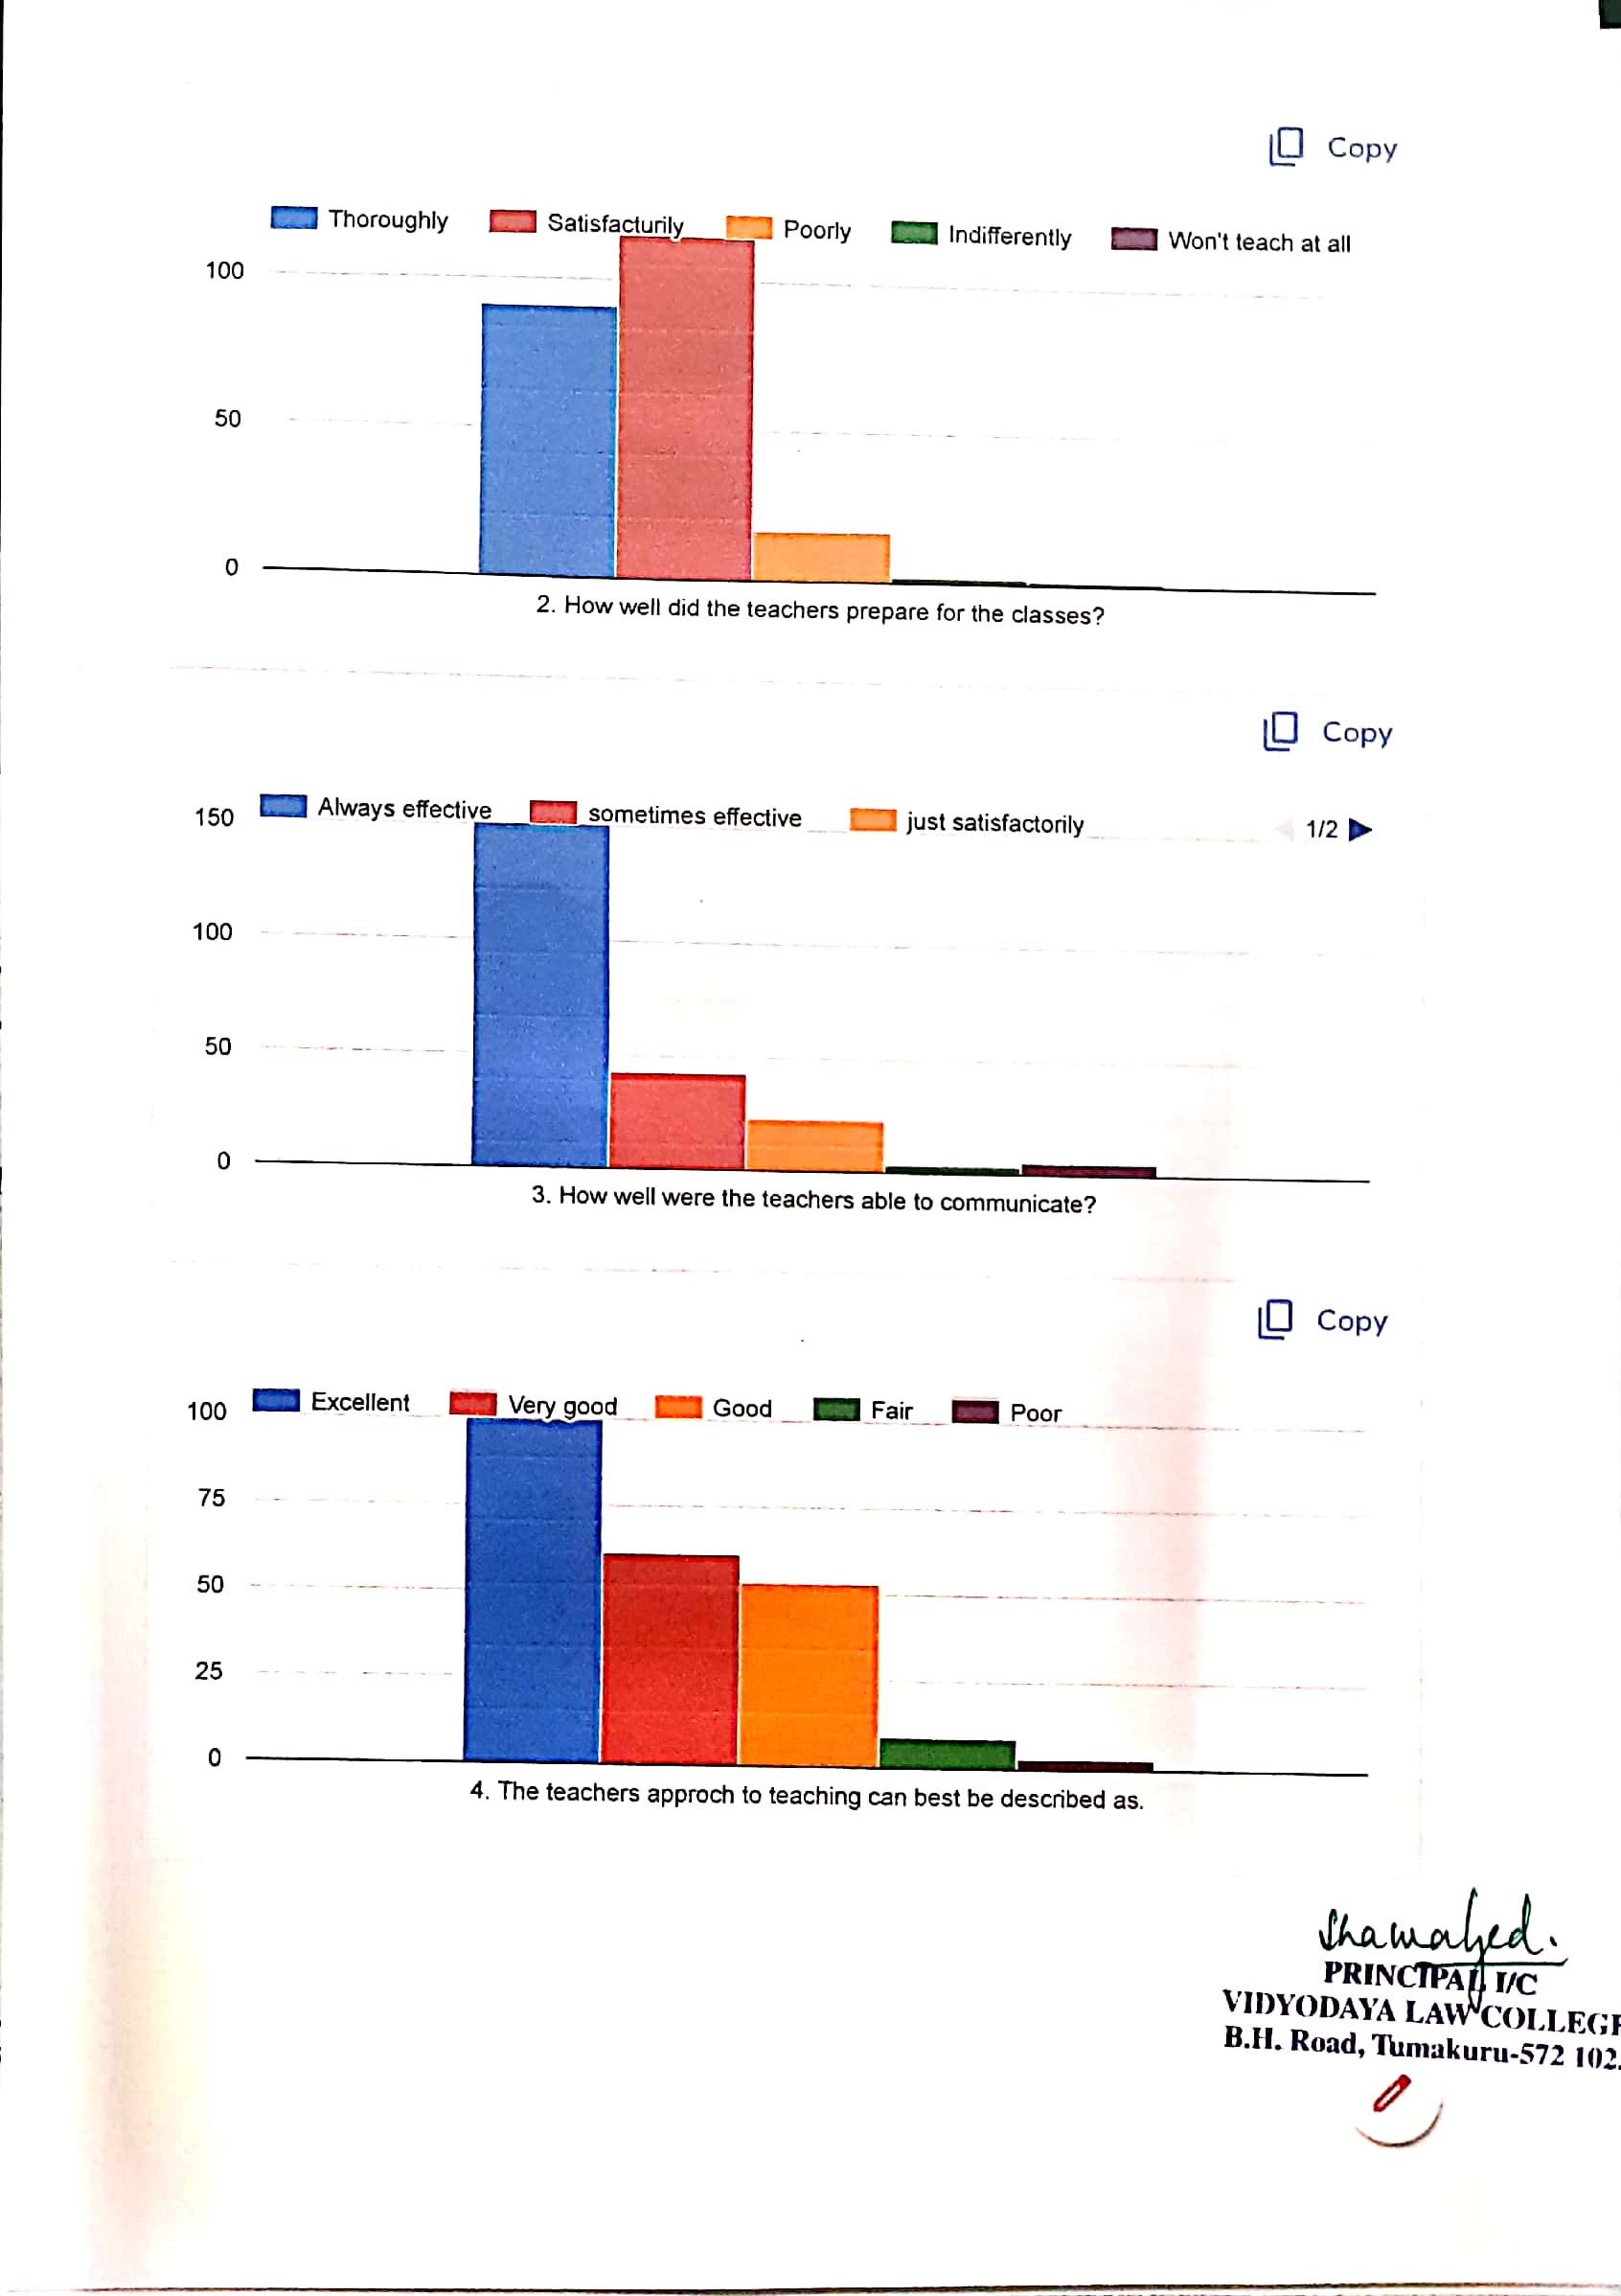 Copy
Thoroughly Satisfacturily Poorly Indifferently Won't teach at all
100
50
0
2. How well did the teachers prepare for the classes?
Copy
150 Always effective sometimes effective just satisfactorily 1/2
100
50
0
3. How well were the teachers able to communicate?
Copy
100 Excellent Very good Good Fair Poor
75
50
25
0
4. The teachers approch to teaching can best be described as.
PRINCIPAL I/C
VIDYODAYA LAW COLLEGE
B.H. Road, Tumakuru-572 102.